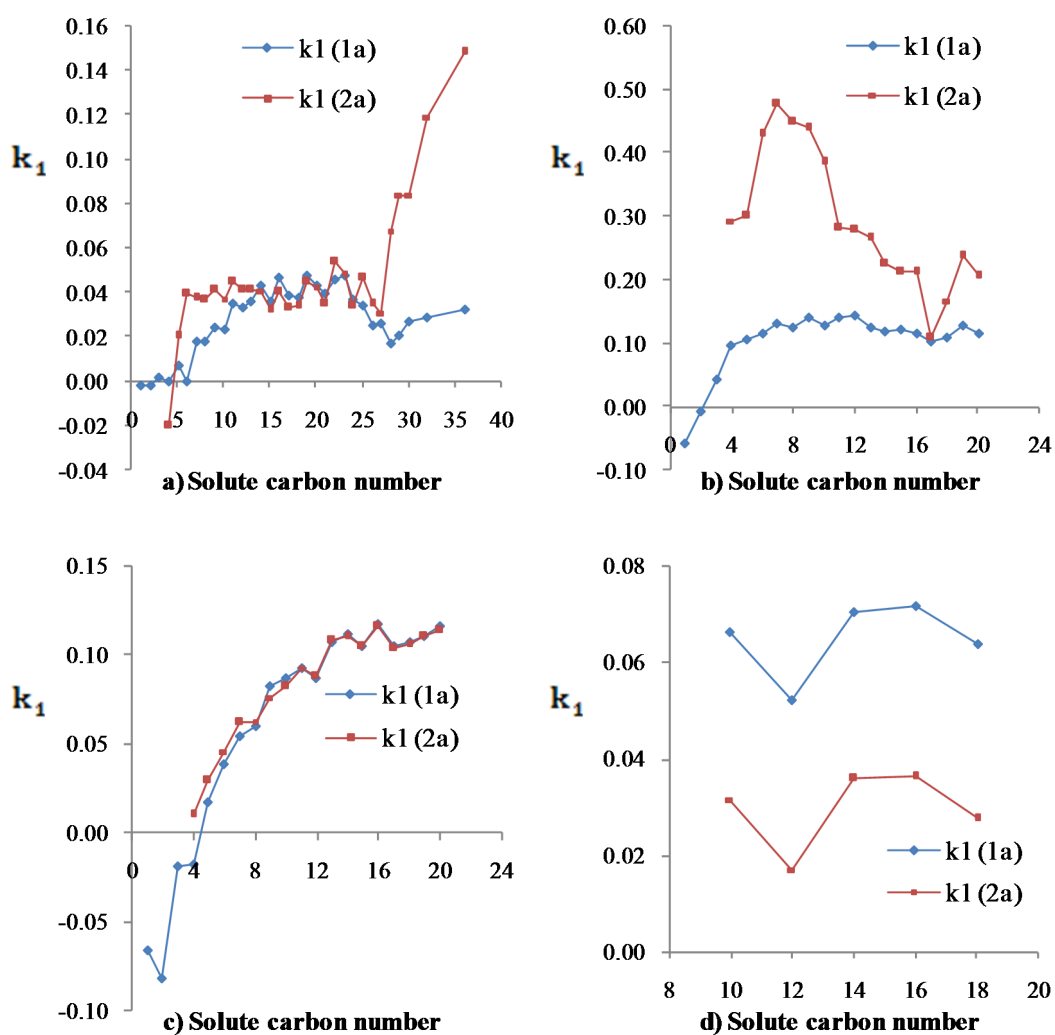 0.16
0.14
0.12
0.10
0.08
0.06
0.04
0.02
0.00
-0.02
-0.04
k₁
k1 (1a)
k1 (2a)
0 5 10 15 20 25 30 35 40
a) Solute carbon number
0.60
0.50
0.40
0.30
0.20
0.10
0.00
-0.10
k₁
k1 (1a)
k1 (2a)
0 4 8 12 16 20 24
b) Solute carbon number
0.15
0.10
0.05
0.00
-0.05
-0.10
k₁
k1 (1a)
k1 (2a)
0 4 8 12 16 20 24
c) Solute carbon number
0.08
0.06
0.04
0.02
0.00
k₁
k1 (1a)
k1 (2a)
8 10 12 14 16 18 20
d) Solute carbon number